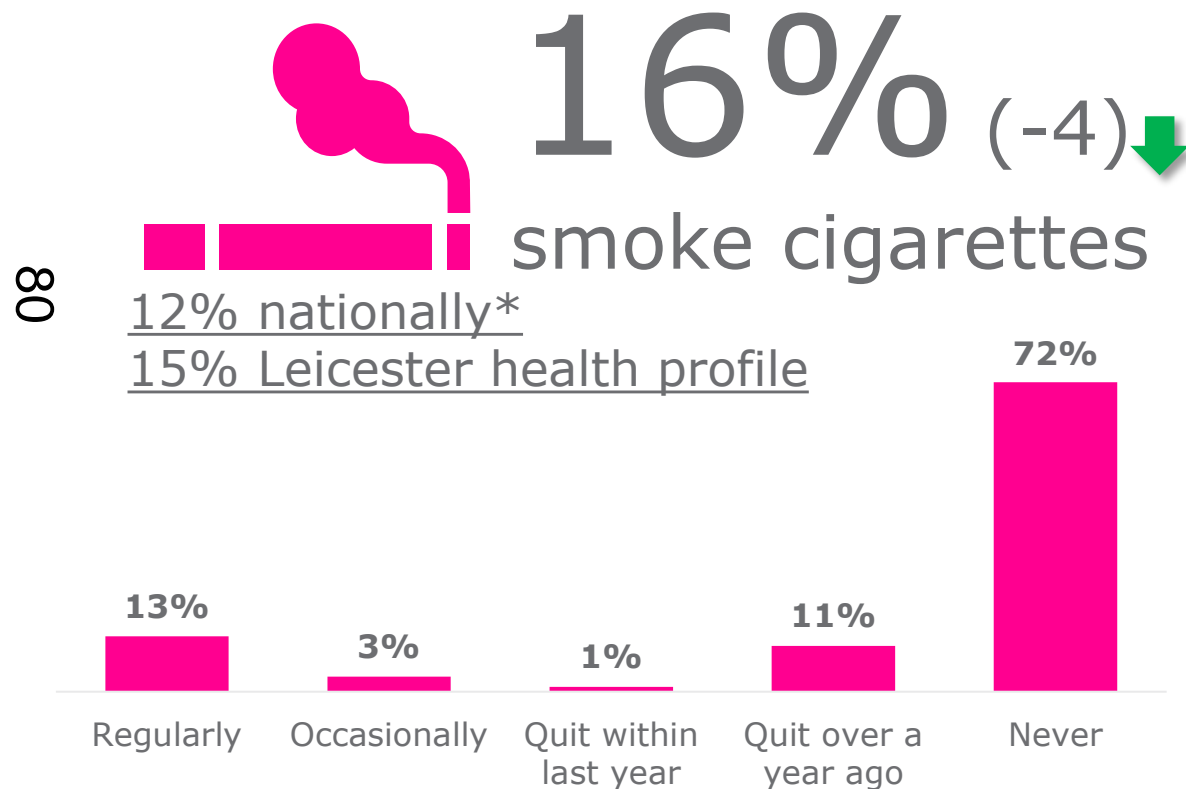 16% (-4)
smoke cigarettes
80
12% nationally*
15% Leicester health profile
72%
13%
3%
1%
11%
Regularly
Occasionally
Quit within
last year
Quit over a
year ago
Never